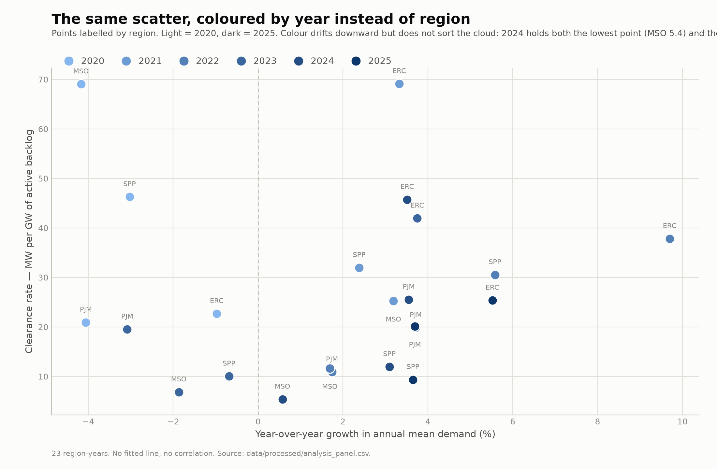 The same scatter, coloured by year instead of region
Points labelled by region. Light = 2020, dark = 2025. Colour drifts downward but does not sort the cloud: 2024 holds both the lowest point (MSO 5.4) and
2020 2021 2022 2023 2024 2025
MSO ERC
70
ERC
60
SPP
50
ERC
ERC
ERC
40
SPP
SPP
30
PJM ERC
PJM ERC PJM
MSO
PJM
20
PJM
SPP PJM SPP
SPP
MSO MSO MSO
10
−4 −2 0 2 4 6 8 10
Clearance rate — MW per GW of active backlog
Year-over-year growth in annual mean demand (%)
23 region-years. No fitted line, no correlation. Source: data/processed/analysis_panel.csv.